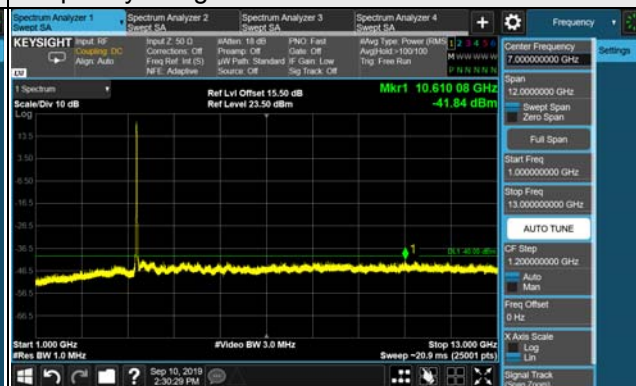 Spectrum Analyzer 1
Swept SA
Spectrum Analyzer 2
Swept SA
Spectrum Analyzer 3
Swept SA
Spectrum Analyzer 4
Swept SA
+
Frequency
KEYSIGHT
Input: RF
Coupling: DC
Align: Auto
Input Z: 50 Ω
Corrections: Off
Freq Ref: Int (S)
NFE: Adaptive
#Atten: 18 dB
Preamp: Off
µW Path: Standard
Source: Off
PNO: Fast
Gate: Off
IF Gain: Low
Sig Track: Off
#Avg Type: Power (RMS)
Avg|Hold:>100/100
Trig: Free Run
1 2 3 4 5 6
M W W W W W
P N N N N N
LXI
1 Spectrum
Scale/Div 10 dB
Log
Ref Lvl Offset 15.50 dB
Ref Level 23.50 dBm
Mkr1 10.610 08 GHz
-41.84 dBm
13.5
3.50
-6.50
-16.5
-26.5
-36.5
-46.5
-56.5
-66.5
1
DL1 -40.00 dBm
Start 1.000 GHz
#Res BW 1.0 MHz
#Video BW 3.0 MHz
Stop 13.000 GHz
Sweep ~20.9 ms (25001 pts)
Center Frequency
7.000000000 GHz
Settings
Span
12.0000000 GHz
Swept Span
Zero Span
Full Span
Start Freq
1.000000000 GHz
Stop Freq
13.000000000 GHz
AUTO TUNE
CF Step
1.200000000 GHz
Auto
Man
Freq Offset
0 Hz
X Axis Scale
Log
Lin
Signal Track
(Span Zoom)
?
Sep 10, 2019
2:30:29 PM